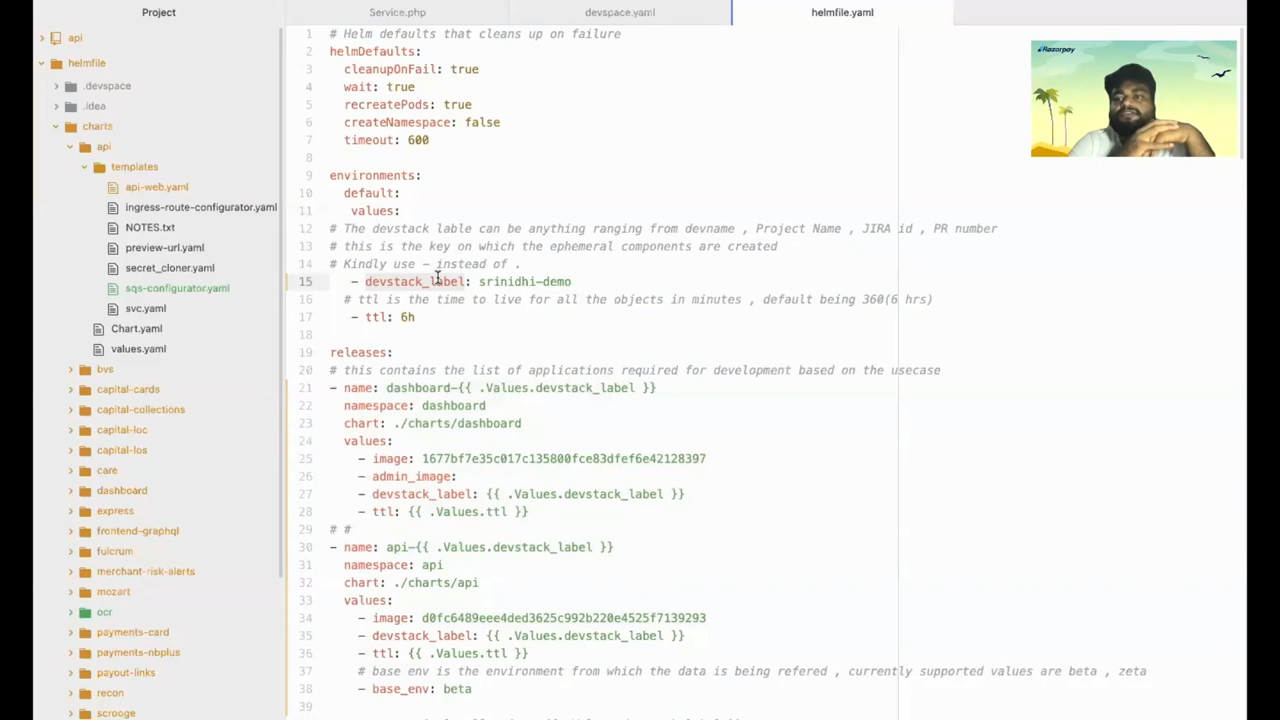 Project
Service.php
devspace.yaml
helmfile.yaml
api
helmfile
.devspace
.idea
charts
api
templates
api-web.yaml
ingress-route-configurator.yaml
NOTES.txt
preview-url.yaml
secret_cloner.yaml
sqs-configurator.yaml
svc.yaml
Chart.yaml
values.yaml
bvs
capital-cards
capital-collections
capital-loc
capital-los
care
dashboard
express
frontend-graphql
fulcrum
merchant-risk-alerts
mozart
ocr
payments-card
payments-nbplus
payout-links
recon
scrooge
1 # Helm defaults that cleans up on failure
2 helmDefaults:
3 cleanupOnFail: true
4 wait: true
5 recreatePods: true
6 createNamespace: false
7 timeout: 600
8
9 environments:
10 default:
11 values:
12 # The devstack lable can be anything ranging from devname , Project Name , JIRA id , PR number
13 # this is the key on which the ephemeral components are created
14 # Kindly use - instead of .
15 - devstack_label: srinidhi-demo
16 # ttl is the time to live for all the objects in minutes , default being 360(6 hrs)
17 - ttl: 6h
18
19 releases:
20 # this contains the list of applications required for development based on the usecase
21 - name: dashboard-{{ .Values.devstack_label }}
22 namespace: dashboard
23 chart: ./charts/dashboard
24 values:
25 - image: 1677bf7e35c017c135800fce83dfef6e42128397
26 - admin_image:
27 - devstack_label: {{ .Values.devstack_label }}
28 - ttl: {{ .Values.ttl }}
29 # #
30 - name: api-{{ .Values.devstack_label }}
31 namespace: api
32 chart: ./charts/api
33 values:
34 - image: d0fc6489eee4ded3625c992b220e4525f7139293
35 - devstack_label: {{ .Values.devstack_label }}
36 - ttl: {{ .Values.ttl }}
37 # base env is the environment from which the data is being refered , currently supported values are beta , zeta
38 - base_env: beta
39
Razorpay